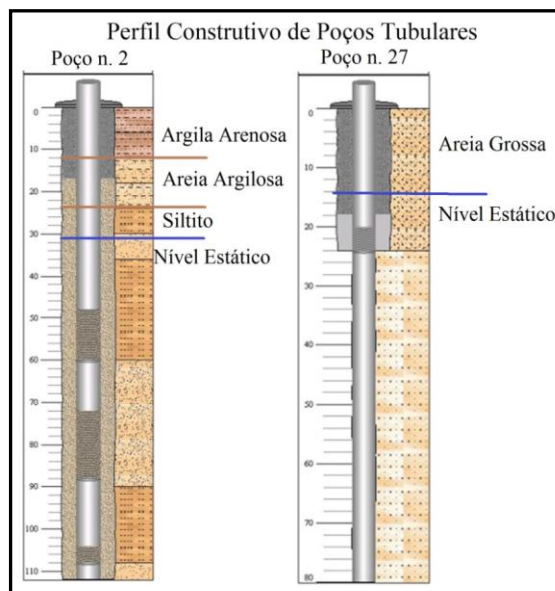 Perfil Construtivo de Poços Tubulares
Poço n. 2
0
10
20
30
40
50
60
70
80
90
100
110
Argila Arenosa
Areia Argilosa
Siltito
Nível Estático
Poço n. 27
0
10
20
30
40
50
60
70
80
Areia Grossa
Nível Estático